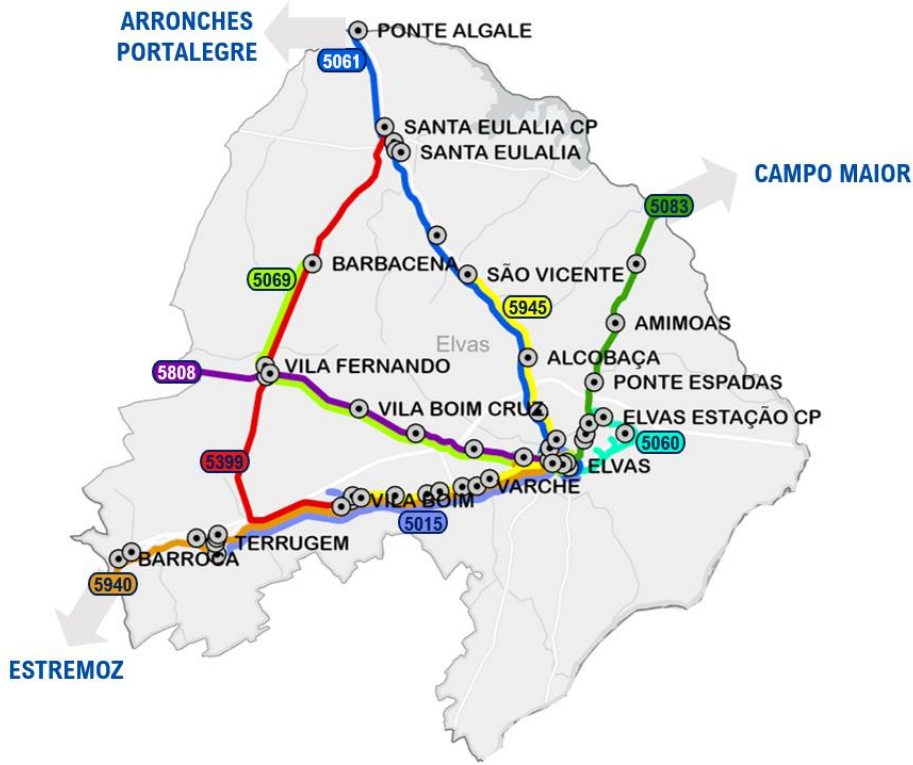 ARRONCHES
PORTALEGRE
PONTE ALGALE
5061
SANTA EULALIA CP
SANTA EULALIA
CAMPO MAIOR
5083
BARBACENA
5069
SÃO VICENTE
5945
AMIMOAS
Elvas
ALCOBAÇA
VILA FERNANDO
5808
PONTE ESPADAS
VILA BOIM CRUZ
ELVAS ESTAÇÃO CP
5060
5399
ELVAS
VARCHE
VILA BOIM
5015
TERRUGEM
BARROCA
5940
ESTREMOZ